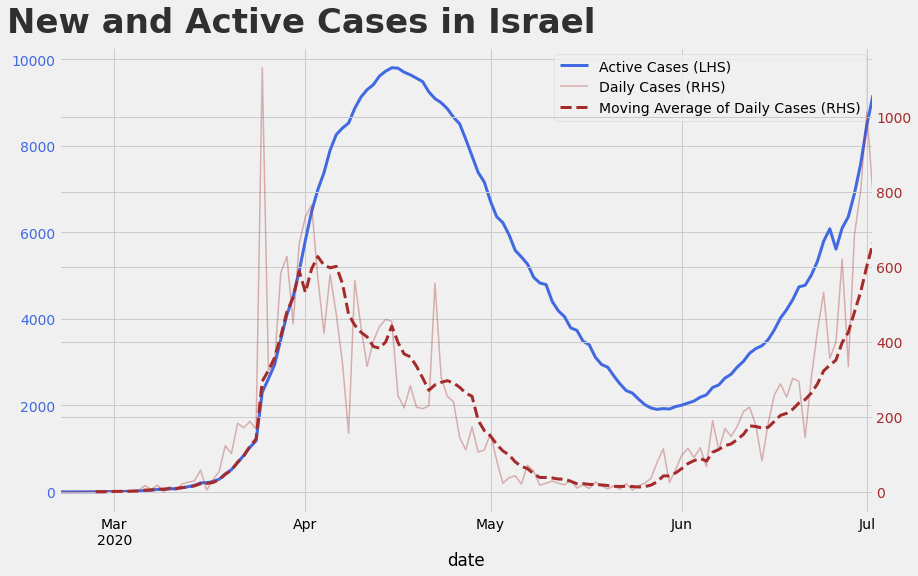 New and Active Cases in Israel
Active Cases (LHS)
Daily Cases (RHS)
Moving Average of Daily Cases (RHS)
10000
8000
6000
4000
2000
0
1000
800
600
400
200
0
Mar
2020
Apr
May
Jun
Jul
date